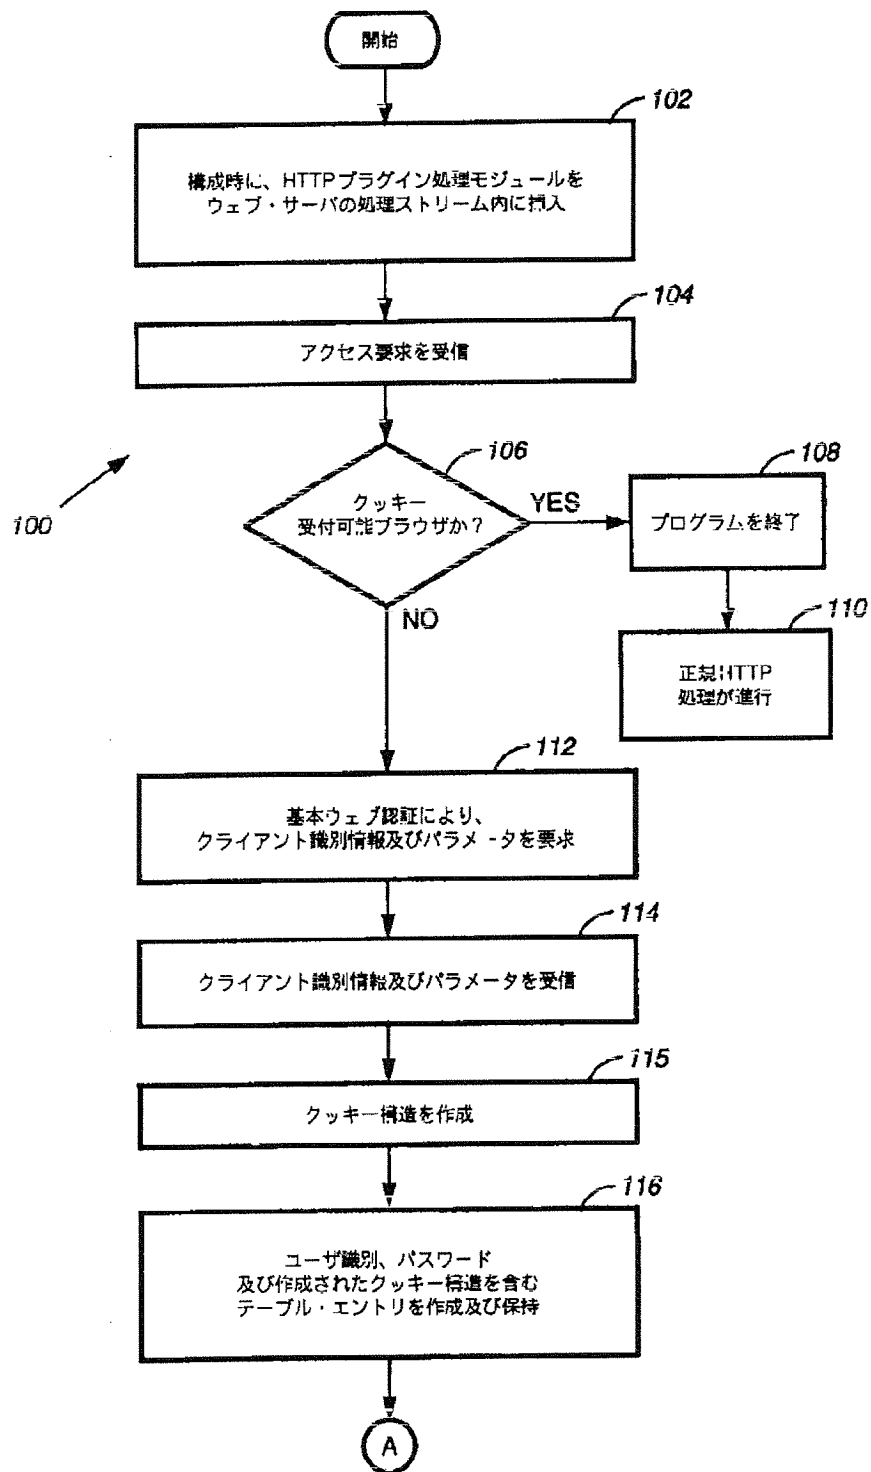 開始
102
構成時に、HTTPプラグイン処理モジュールを
ウェブ・サーバの処理ストリーム内に挿入
104
アクセス要求を受信
106
クッキー
受付可能ブラウザか?
YES
108
プログラムを終了
100
NO
110
正規HTTP
処理が進行
112
基本ウェブ認証により、
クライアント識別情報及びパラメータを要求
114
クライアント識別情報及びパラメータを受信
115
クッキー構造を作成
116
ユーザ識別、パスワード
及び作成されたクッキー構造を含む
テーブル・エントリを作成及び保持
A